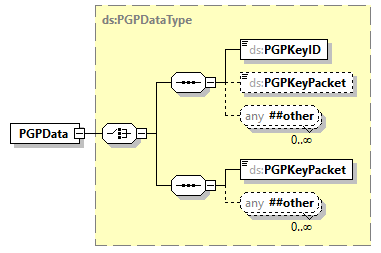 ds:PGPDataType
ds:PGPKeyID
ds:PGPKeyPacket
any ##other
0..∞
PGPData
ds:PGPKeyPacket
any ##other
0..∞